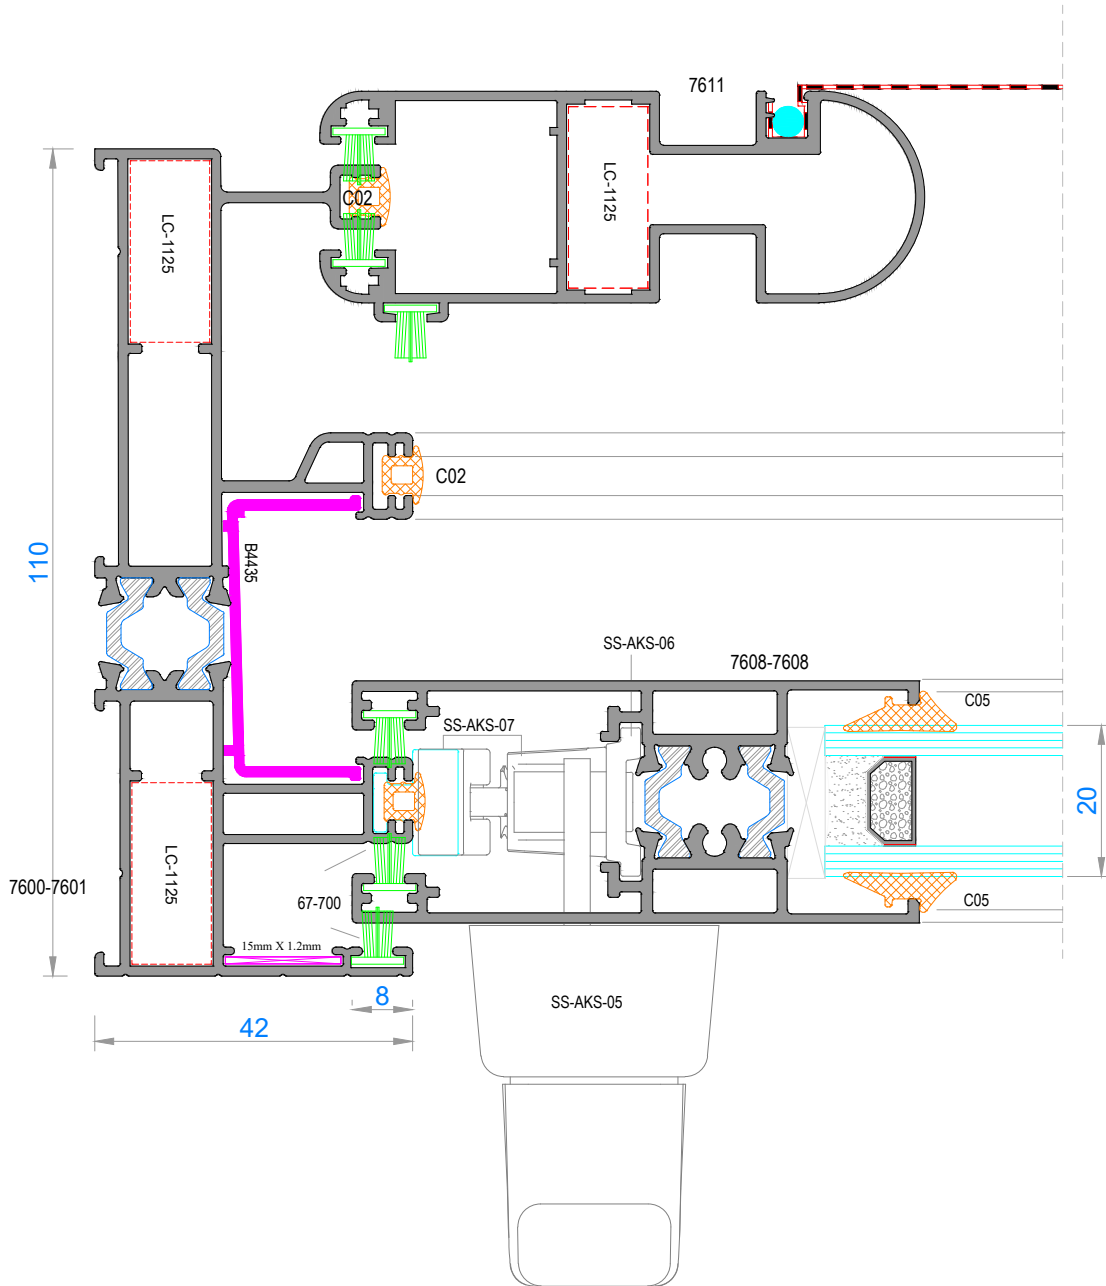 7611
LC-1125
LC-1125
C02
C02
B4435
110
SS-AKS-06
7608-7608
SS-AKS-07
C05
20
LC-1125
7600-7601
67-700
C05
15mm X 1.2mm
8
SS-AKS-05
42